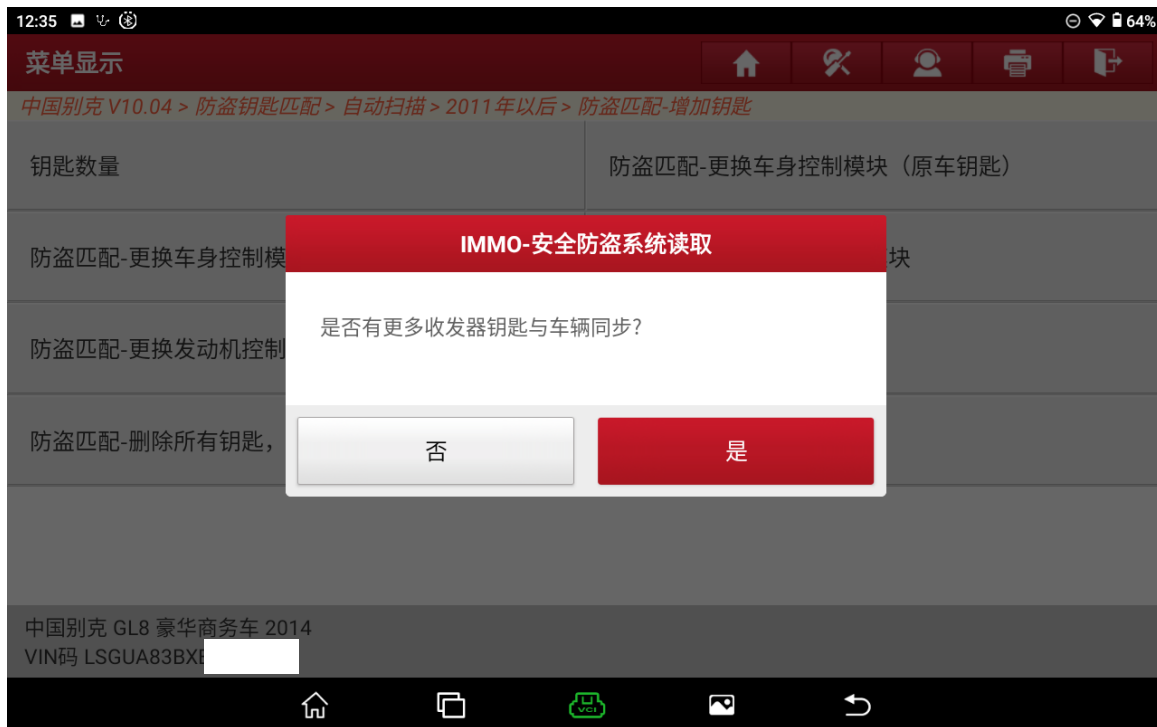 12:35
64%
菜单显示
中国别克 V10.04 > 防盗钥匙匹配 > 自动扫描 > 2011年以后 > 防盗匹配-增加钥匙
钥匙数量
防盗匹配-更换车身控制模块（原车钥匙）
防盗匹配-更换车身控制模
块
IMMO-安全防盗系统读取
是否有更多收发器钥匙与车辆同步?
防盗匹配-更换发动机控制
防盗匹配-删除所有钥匙，
否
是
中国别克 GL8 豪华商务车 2014
VIN码 LSGUA83BX
VCI